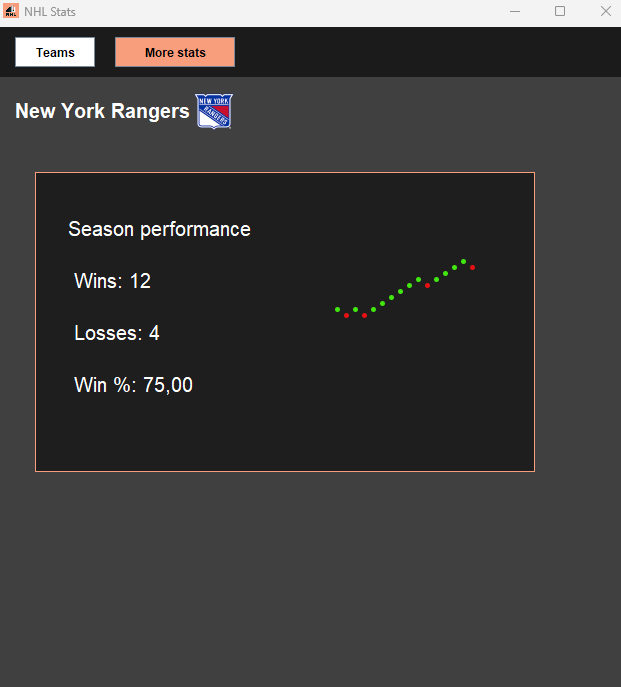 NHL Stats
Teams
More stats
New York Rangers
NEW YORK
RANGERS
Season performance
Wins: 12
Losses: 4
Win %: 75,00